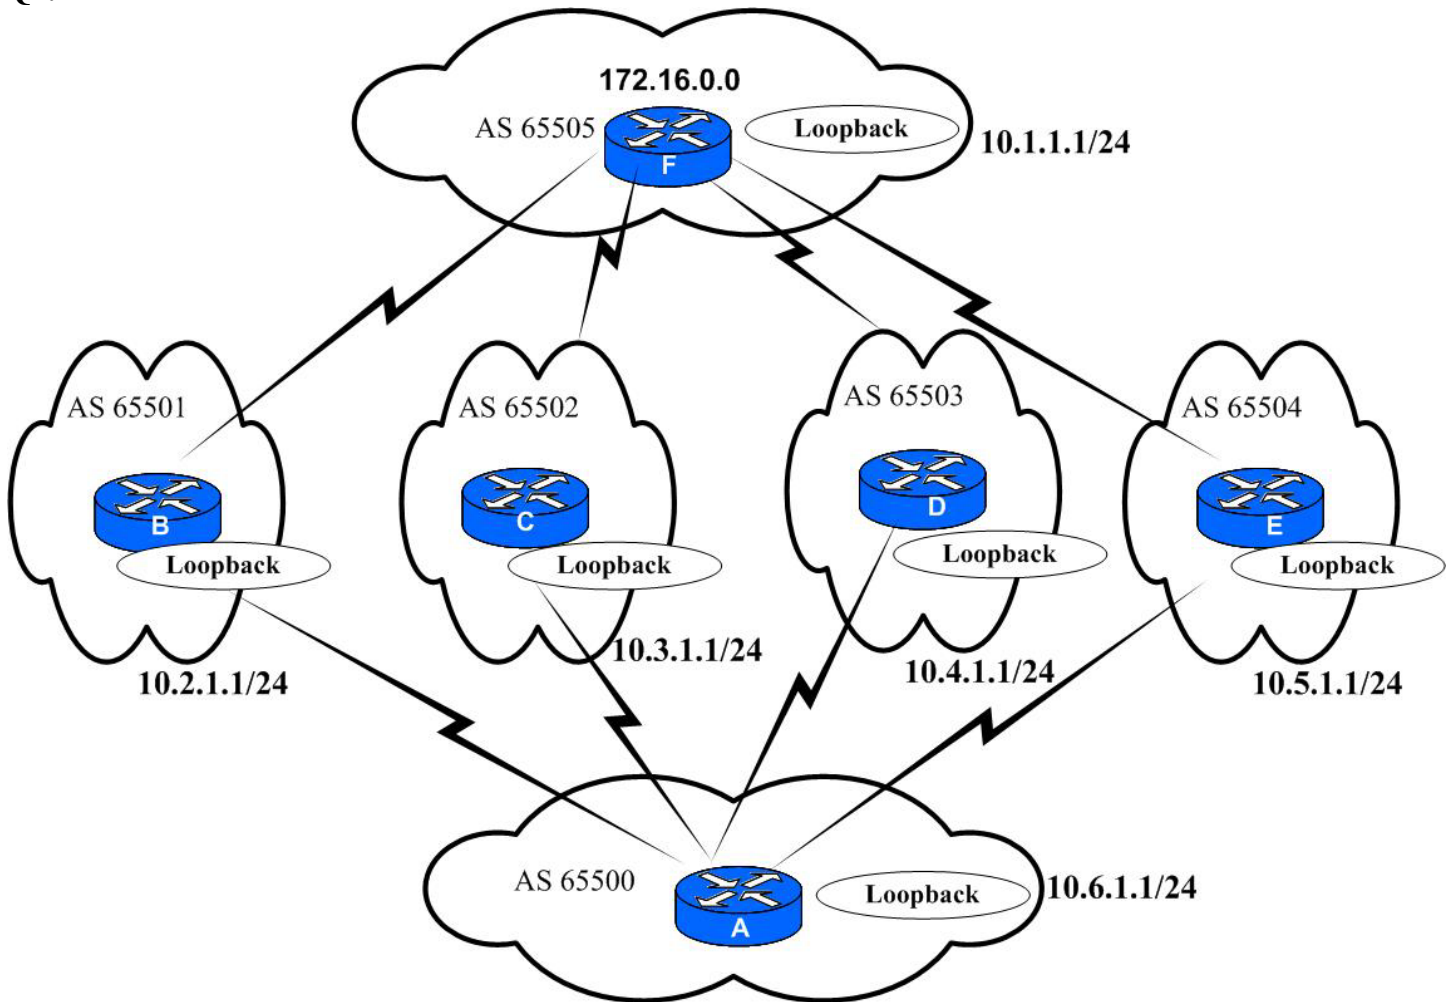 172.16.0.0
AS 65505
Loopback
10.1.1.1/24
F
AS 65501
AS 65502
AS 65503
AS 65504
B
C
D
E
Loopback
Loopback
Loopback
Loopback
10.2.1.1/24
10.3.1.1/24
10.4.1.1/24
10.5.1.1/24
AS 65500
Loopback
10.6.1.1/24
A